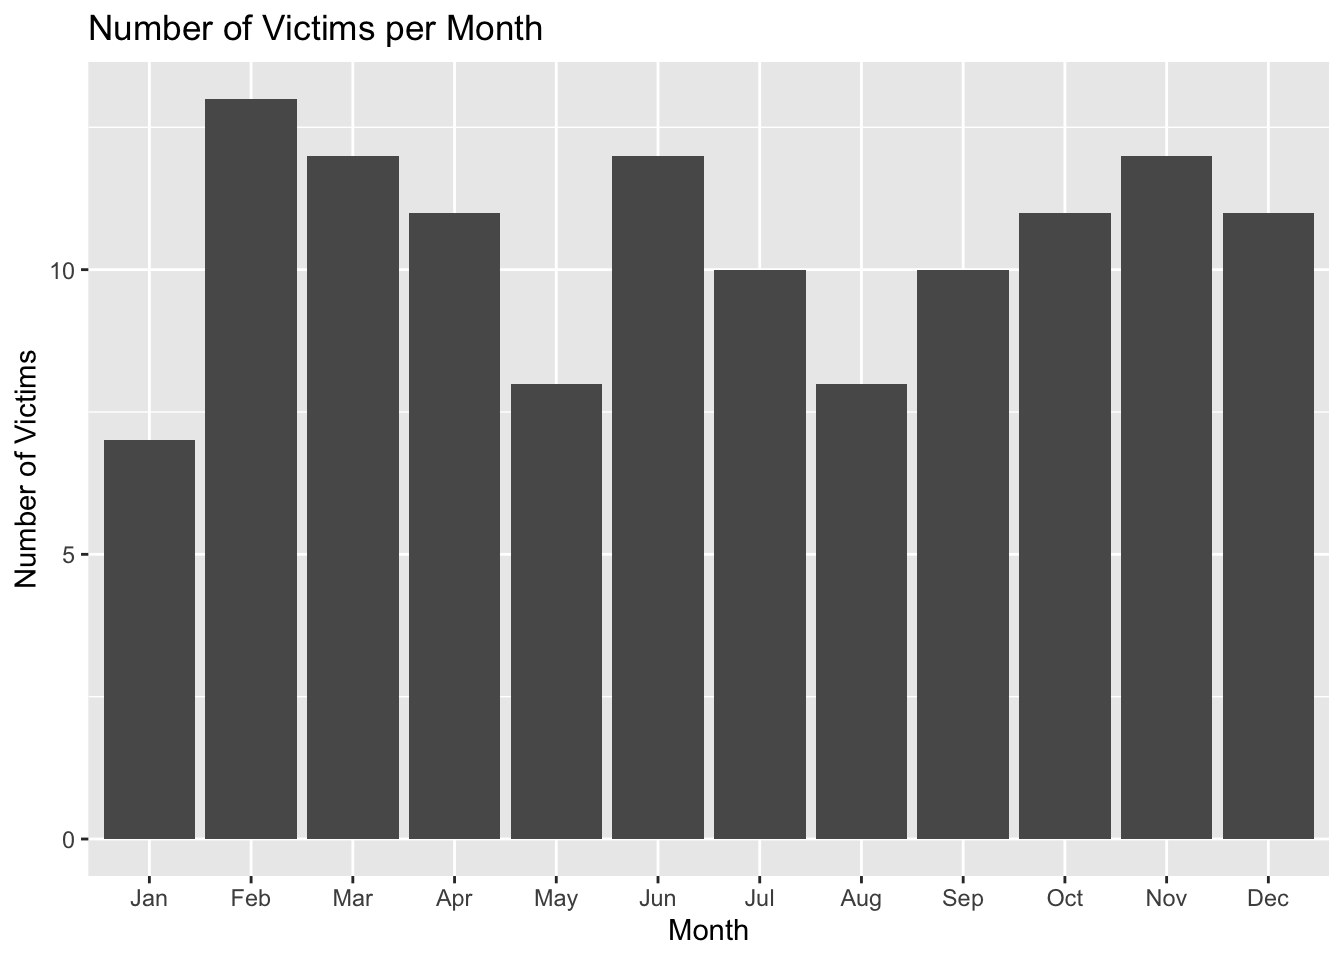 Number of Victims per Month
Number of Victims
10
5
0
Jan Feb Mar Apr May Jun Jul Aug Sep Oct Nov Dec
Month